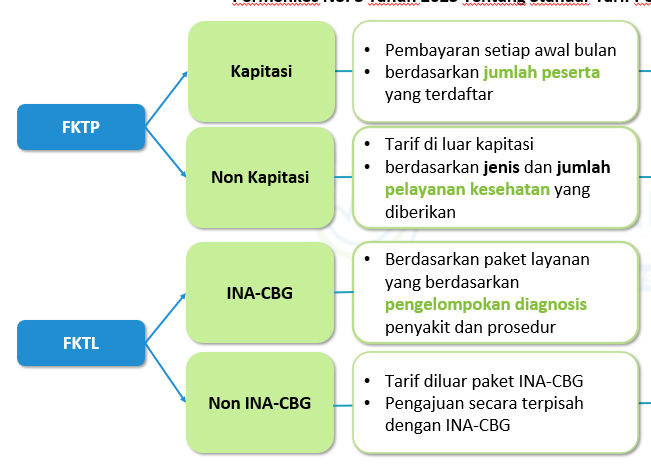 FKTP
Kapitasi
• Pembayaran setiap awal bulan
• berdasarkan jumlah peserta
yang terdaftar
Non Kapitasi
• Tarif di luar kapitasi
• berdasarkan jenis dan jumlah
pelayanan kesehatan yang
diberikan
FKTL
INA-CBG
• Berdasarkan paket layanan
yang berdasarkan
pengelompokan diagnosis
penyakit dan prosedur
Non INA-CBG
• Tarif diluar paket INA-CBG
• Pengajuan secara terpisah
dengan INA-CBG